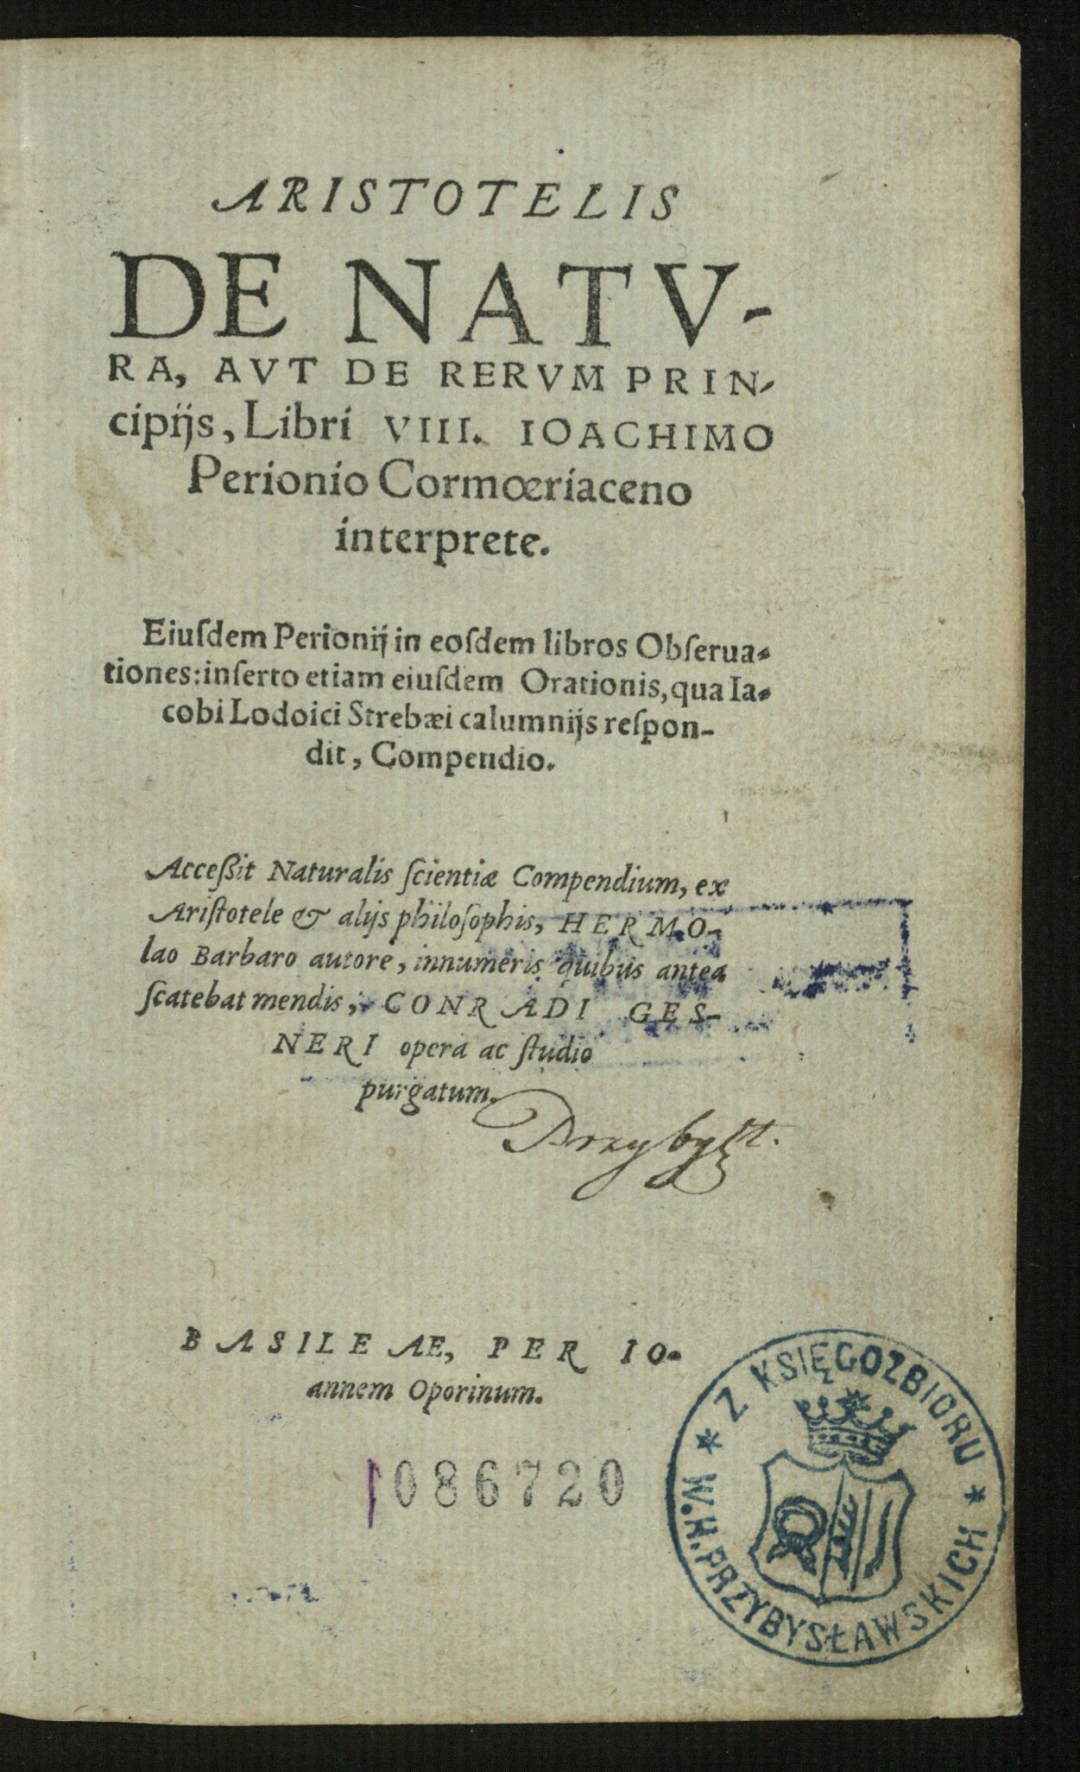 ARISTOTELIS
DE NATV-
RA, AVT DE RERVM PRIN-
cipijs, Libri VIII. IOACHIMO
Perionio Cormœriaceno
interprete.
Eiuſdem Perionij in eoſdem libros Obſerua-
tiones: inſerto etiam eiuſdem Orationis, qua Ia-
cobi Lodoici Strebæi calumnijs reſpon-
dit, Compendio.
Acceßit Naturalis ſcientiæ Compendium, ex
Ariſtotele & alijs philoſophis, HERMO-
lao Barbaro autore, innumeris quibus antea
ſcatebat mendis, CONRADI GES-
NERI opera ac ſtudio
purgatum.
BASILEAE, PER IO-
annem Oporinum.
1086720
* Z KSIĘGOZBIORU *
W.H. PRZYBYSŁAWSKICH